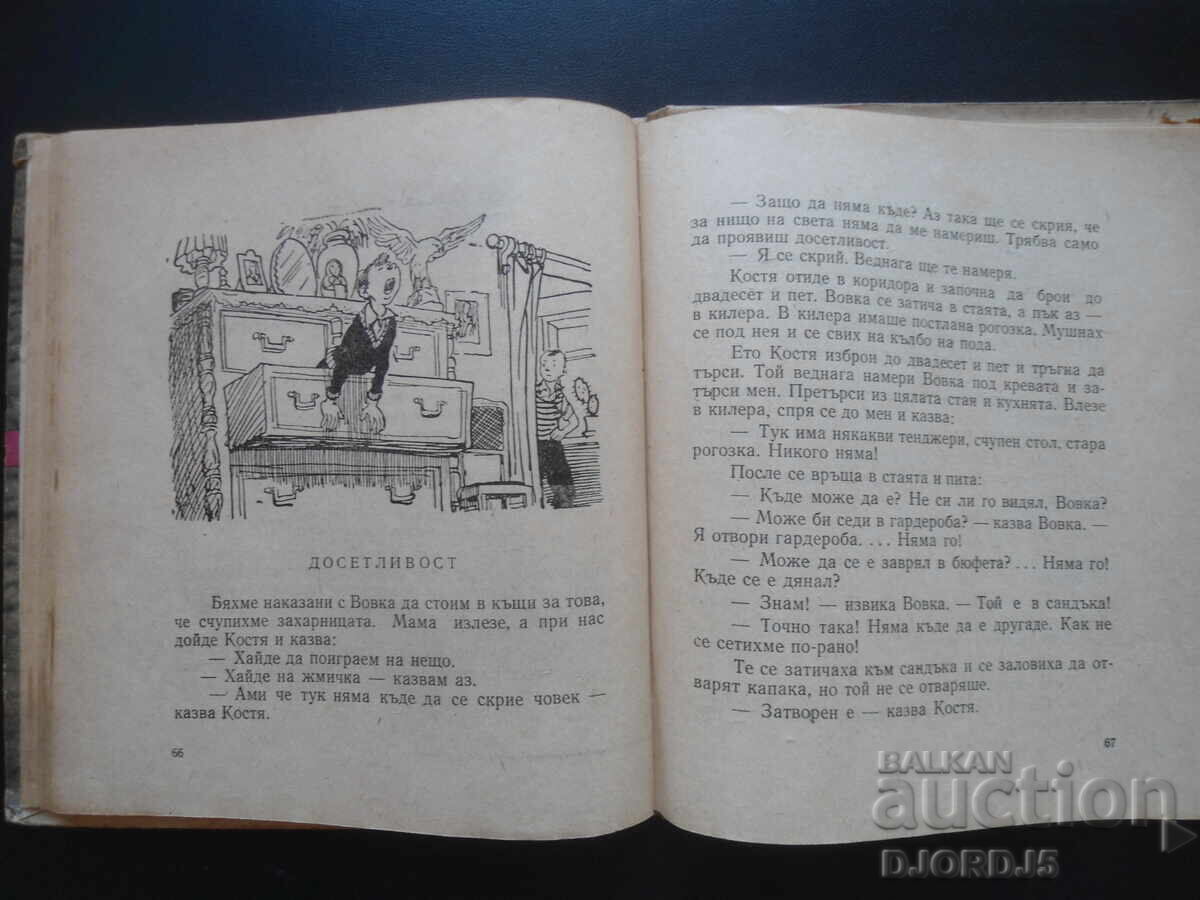 ДОСЕТЛИВОСТ
Бяхме наказани с Вовка да стоим в къщи за това,
че счупихме захарницата. Мама излезе, а при нас
дойде Костя и казва:
— Хайде да поиграем на нещо.
— Хайде на жмичка — казвам аз.
— Ами че тук няма къде да се скрие човек —
казва Костя.
66
— Защо да няма къде? Аз така ще се скрия, че
за нищо на света няма да ме намериш. Трябва само
да проявиш досетливост.
— Я се скрий. Веднага ще те намеря.
Костя отиде в коридора и започна да брои до
двадесет и пет. Вовка се затича в стаята, а пък аз —
в килера. В килера имаше постлана рогозка. Мушнах
се под нея и се свих на кълбо на пода.
Ето Костя изброи до двадесет и пет и тръгна да
търси. Той веднага намери Вовка под кревата и за-
търси мен. Претърси из цялата стая и кухнята. Влезе
в килера, спря се до мен и казва:
— Тук има някакви тенджери, счупен стол, стара
рогозка. Никого няма!
После се връща в стаята и пита:
— Къде може да е? Не си ли го видял, Вовка?
— Може би седи в гардероба? — казва Вовка. —
Я отвори гардероба. ... Няма го!
— Може да се е заврял в бюфета? ... Няма го!
Къде се е дянал?
— Знам! — извика Вовка. — Той е в сандъка!
— Точно така! Няма къде да е другаде. Как не
се сетихме по-рано!
Те се затичаха към сандъка и се заловиха да от-
варят капака, но той не се отваряше.
— Затворен е — казва Костя.
67
BALKAN
auction
DJORDJ5